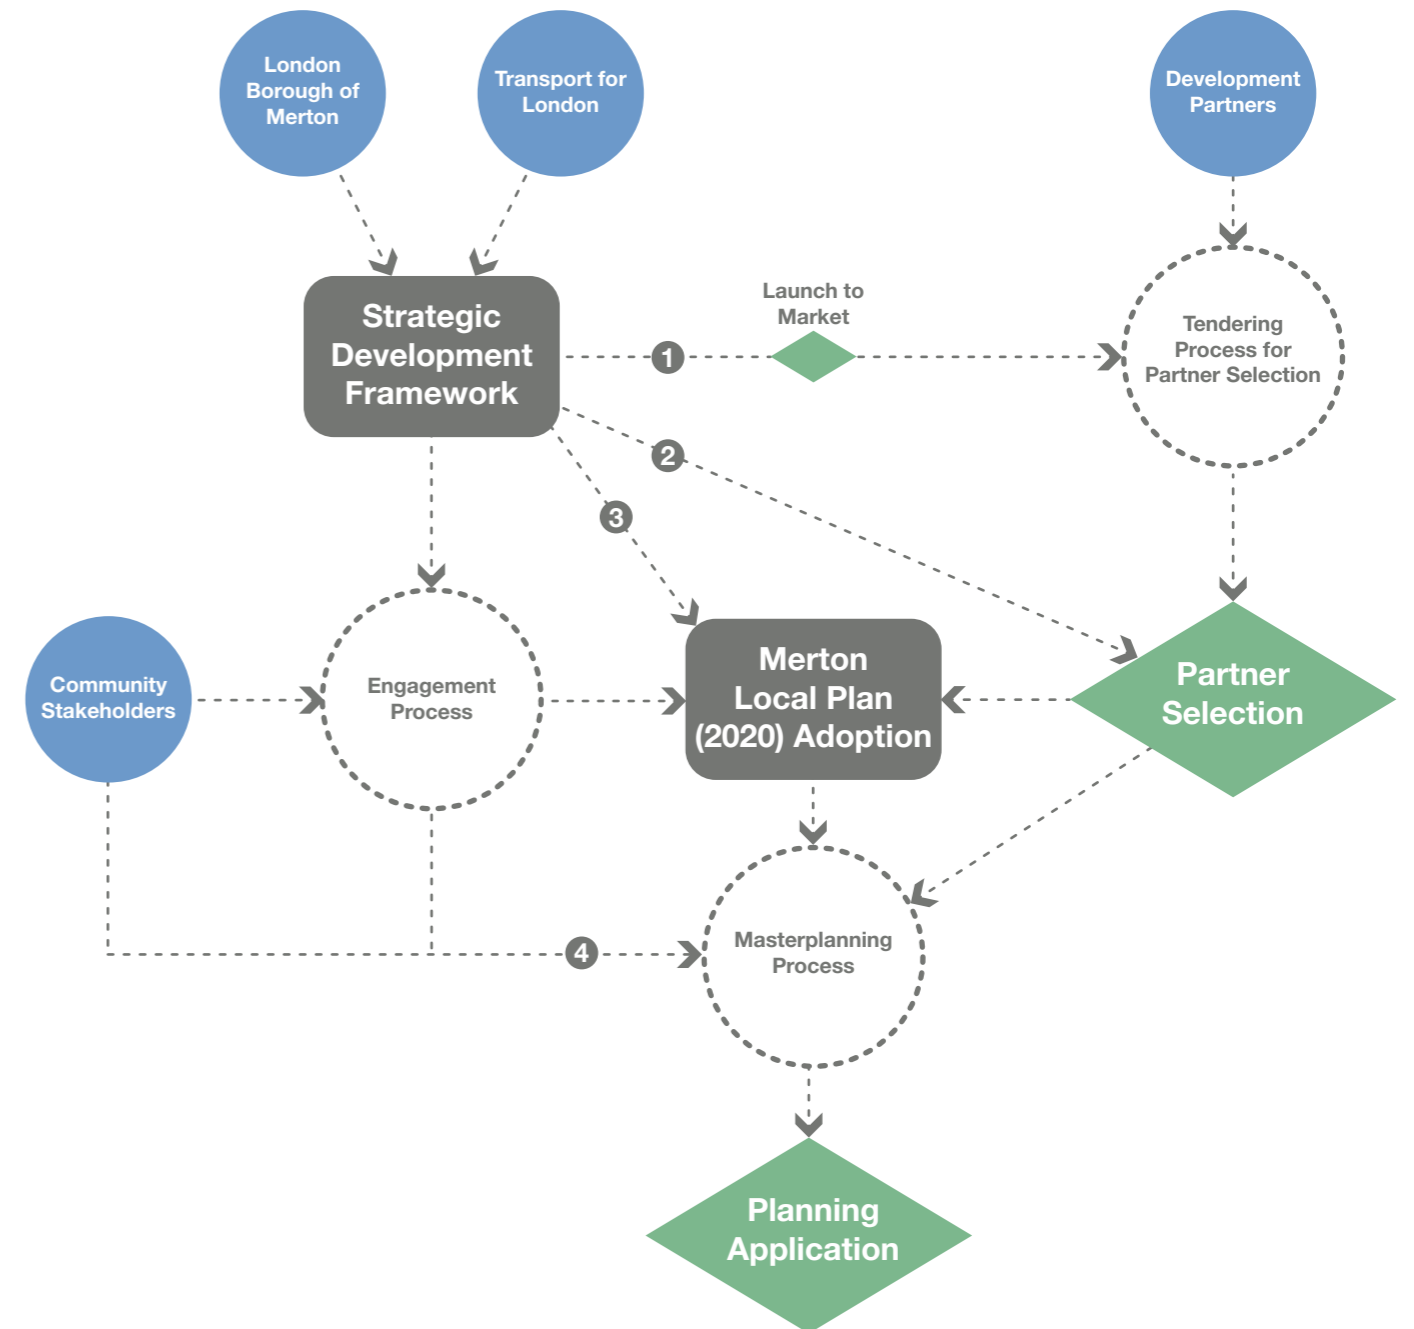 London
Borough of
Merton
Transport for
London
Development
Partners
Strategic
Development
Framework
1
Launch to
Market
Tendering
Process for
Partner Selection
2
3
Community
Stakeholders
Engagement
Process
Merton
Local Plan
(2020) Adoption
Partner
Selection
4
Masterplanning
Process
Planning
Application